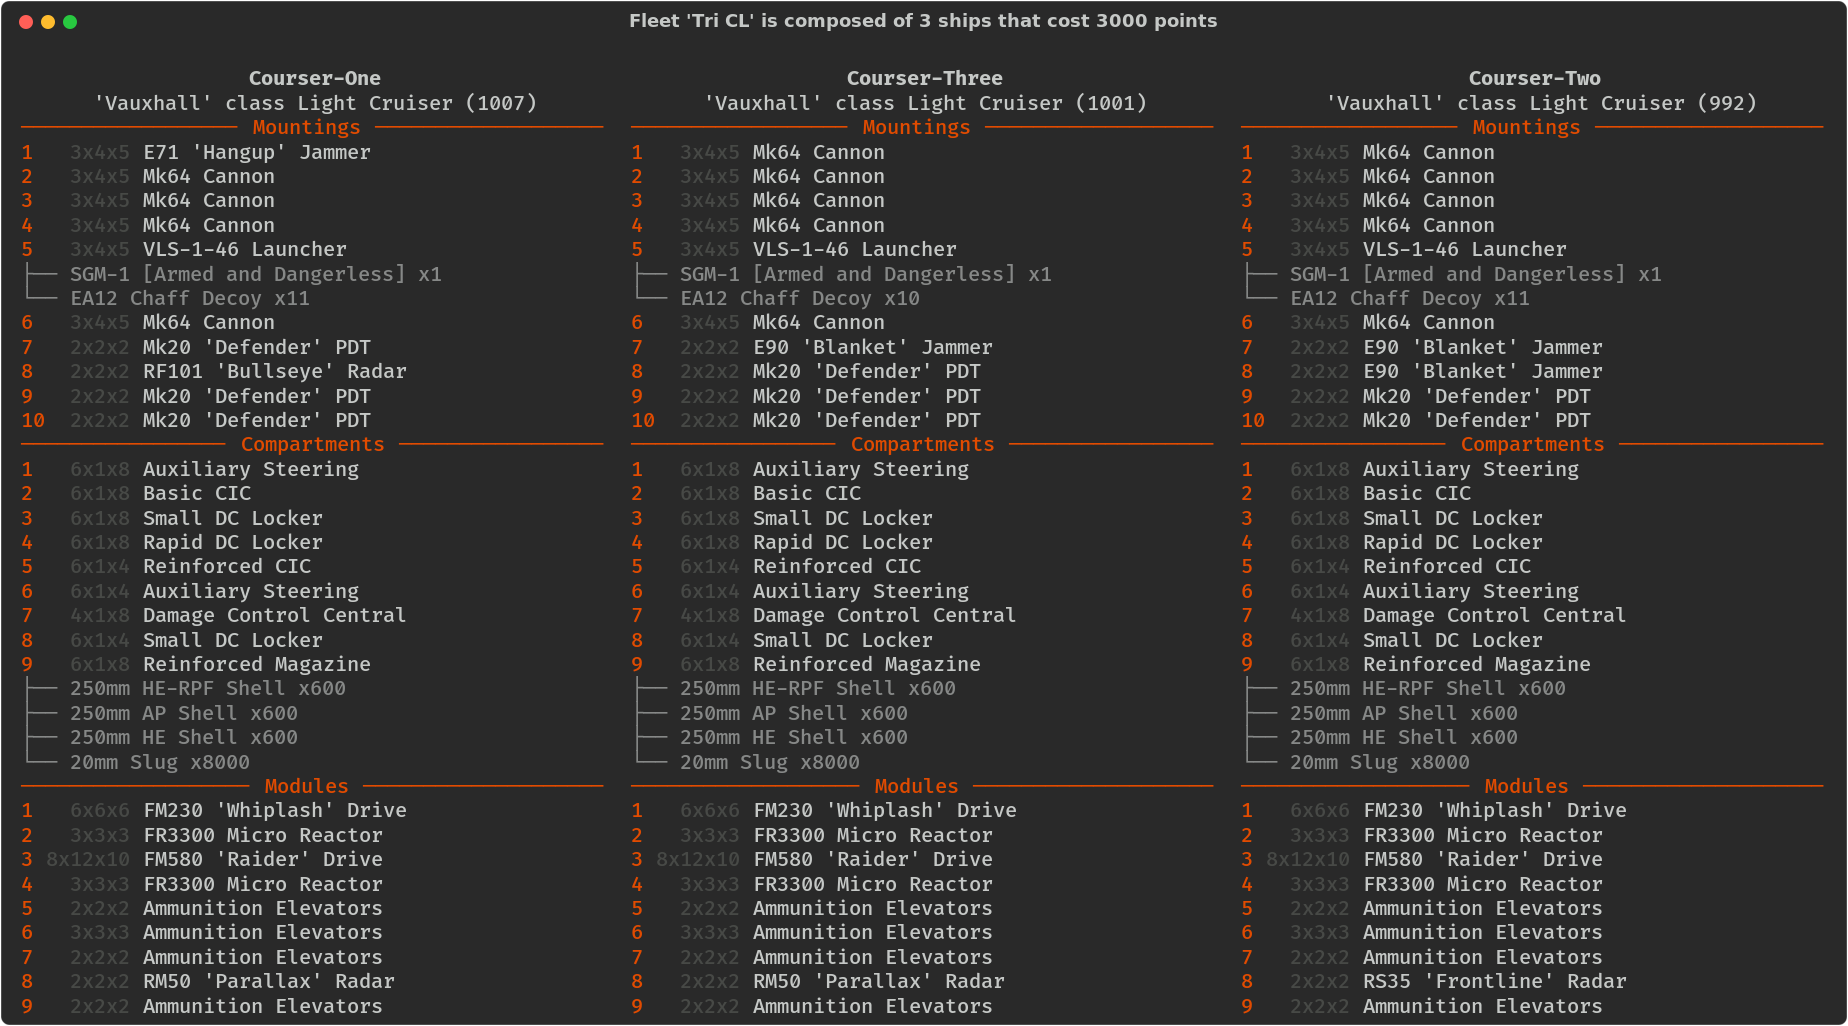 Fleet 'Tri CL' is composed of 3 ships that cost 3000 points
Courser-One
'Vauxhall' class Light Cruiser (1007)
Mountings
1 3x4x5 E71 'Hangup' Jammer
2 3x4x5 Mk64 Cannon
3 3x4x5 Mk64 Cannon
4 3x4x5 Mk64 Cannon
5 3x4x5 VLS-1-46 Launcher
├── SGM-1 [Armed and Dangerless] x1
└── EA12 Chaff Decoy x11
6 3x4x5 Mk64 Cannon
7 2x2x2 Mk20 'Defender' PDT
8 2x2x2 RF101 'Bullseye' Radar
9 2x2x2 Mk20 'Defender' PDT
10 2x2x2 Mk20 'Defender' PDT
Compartments
1 6x1x8 Auxiliary Steering
2 6x1x8 Basic CIC
3 6x1x8 Small DC Locker
4 6x1x8 Rapid DC Locker
5 6x1x4 Reinforced CIC
6 6x1x4 Auxiliary Steering
7 4x1x8 Damage Control Central
8 6x1x4 Small DC Locker
9 6x1x8 Reinforced Magazine
├── 250mm HE-RPF Shell x600
├── 250mm AP Shell x600
├── 250mm HE Shell x600
└── 20mm Slug x8000
Modules
1 6x6x6 FM230 'Whiplash' Drive
2 3x3x3 FR3300 Micro Reactor
3 8x12x10 FM580 'Raider' Drive
4 3x3x3 FR3300 Micro Reactor
5 2x2x2 Ammunition Elevators
6 3x3x3 Ammunition Elevators
7 2x2x2 Ammunition Elevators
8 2x2x2 RM50 'Parallax' Radar
9 2x2x2 Ammunition Elevators
Courser-Three
'Vauxhall' class Light Cruiser (1001)
Mountings
1 3x4x5 Mk64 Cannon
2 3x4x5 Mk64 Cannon
3 3x4x5 Mk64 Cannon
4 3x4x5 Mk64 Cannon
5 3x4x5 VLS-1-46 Launcher
├── SGM-1 [Armed and Dangerless] x1
└── EA12 Chaff Decoy x10
6 3x4x5 Mk64 Cannon
7 2x2x2 E90 'Blanket' Jammer
8 2x2x2 Mk20 'Defender' PDT
9 2x2x2 Mk20 'Defender' PDT
10 2x2x2 Mk20 'Defender' PDT
Compartments
1 6x1x8 Auxiliary Steering
2 6x1x8 Basic CIC
3 6x1x8 Small DC Locker
4 6x1x8 Rapid DC Locker
5 6x1x4 Reinforced CIC
6 6x1x4 Auxiliary Steering
7 4x1x8 Damage Control Central
8 6x1x4 Small DC Locker
9 6x1x8 Reinforced Magazine
├── 250mm HE-RPF Shell x600
├── 250mm AP Shell x600
├── 250mm HE Shell x600
└── 20mm Slug x8000
Modules
1 6x6x6 FM230 'Whiplash' Drive
2 3x3x3 FR3300 Micro Reactor
3 8x12x10 FM580 'Raider' Drive
4 3x3x3 FR3300 Micro Reactor
5 2x2x2 Ammunition Elevators
6 3x3x3 Ammunition Elevators
7 2x2x2 Ammunition Elevators
8 2x2x2 RM50 'Parallax' Radar
9 2x2x2 Ammunition Elevators
Courser-Two
'Vauxhall' class Light Cruiser (992)
Mountings
1 3x4x5 Mk64 Cannon
2 3x4x5 Mk64 Cannon
3 3x4x5 Mk64 Cannon
4 3x4x5 Mk64 Cannon
5 3x4x5 VLS-1-46 Launcher
├── SGM-1 [Armed and Dangerless] x1
└── EA12 Chaff Decoy x11
6 3x4x5 Mk64 Cannon
7 2x2x2 E90 'Blanket' Jammer
8 2x2x2 E90 'Blanket' Jammer
9 2x2x2 Mk20 'Defender' PDT
10 2x2x2 Mk20 'Defender' PDT
Compartments
1 6x1x8 Auxiliary Steering
2 6x1x8 Basic CIC
3 6x1x8 Small DC Locker
4 6x1x8 Rapid DC Locker
5 6x1x4 Reinforced CIC
6 6x1x4 Auxiliary Steering
7 4x1x8 Damage Control Central
8 6x1x4 Small DC Locker
9 6x1x8 Reinforced Magazine
├── 250mm HE-RPF Shell x600
├── 250mm AP Shell x600
├── 250mm HE Shell x600
└── 20mm Slug x8000
Modules
1 6x6x6 FM230 'Whiplash' Drive
2 3x3x3 FR3300 Micro Reactor
3 8x12x10 FM580 'Raider' Drive
4 3x3x3 FR3300 Micro Reactor
5 2x2x2 Ammunition Elevators
6 3x3x3 Ammunition Elevators
7 2x2x2 Ammunition Elevators
8 2x2x2 RS35 'Frontline' Radar
9 2x2x2 Ammunition Elevators